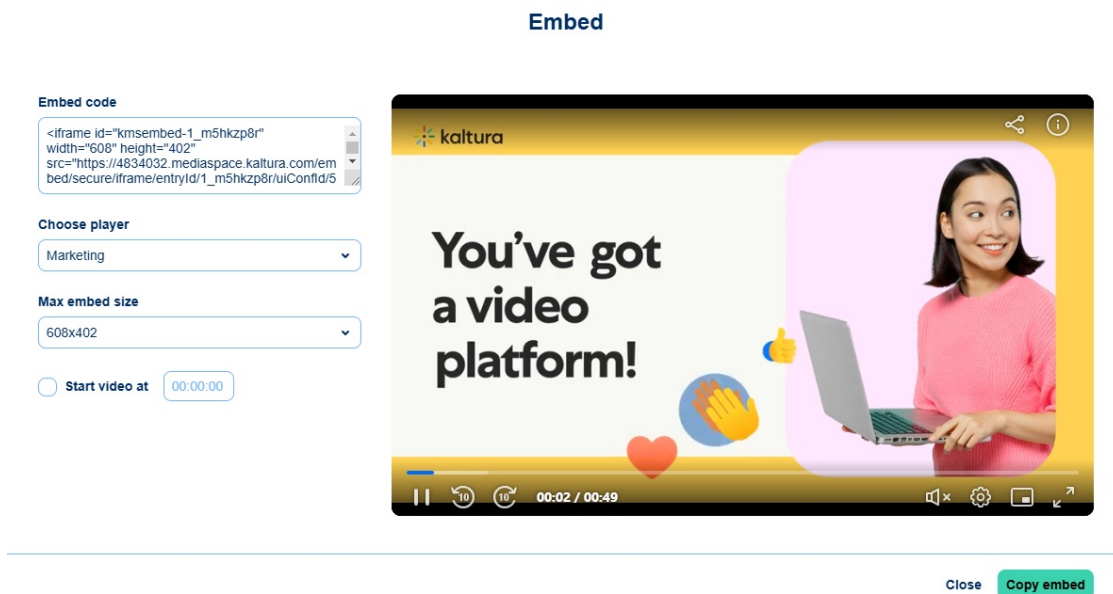 Embed
Embed code
<iframe id="kmsembed-1_m5hkzp8r"
width="608" height="402"
src="https://4834032.mediaspace.kaltura.com/em
bed/secure/iframe/entryId/1_m5hkzp8r/uiConfId/5
Choose player
Marketing
Max embed size
608x402
Start video at 00:00:00
kaltura
You've got
a video
platform!
10 10 00:02 / 00:49
Close Copy embed